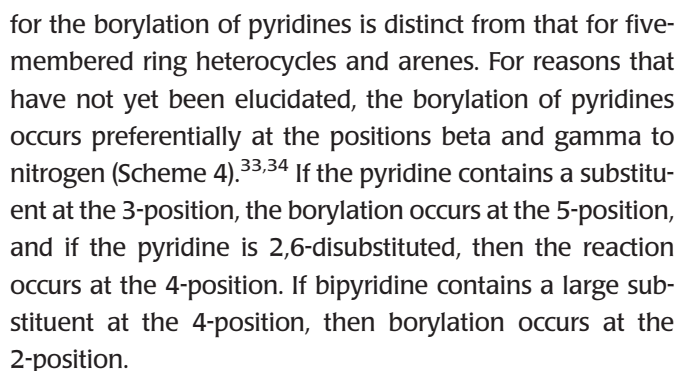 for the borylation of pyridines is distinct from that for five-
membered ring heterocycles and arenes. For reasons that
have not yet been elucidated, the borylation of pyridines
occurs preferentially at the positions beta and gamma to
nitrogen (Scheme 4).33,34 If the pyridine contains a substitu-
ent at the 3-position, the borylation occurs at the 5-position,
and if the pyridine is 2,6-disubstituted, then the reaction
occurs at the 4-position. If bipyridine contains a large sub-
stituent at the 4-position, then borylation occurs at the
2-position.